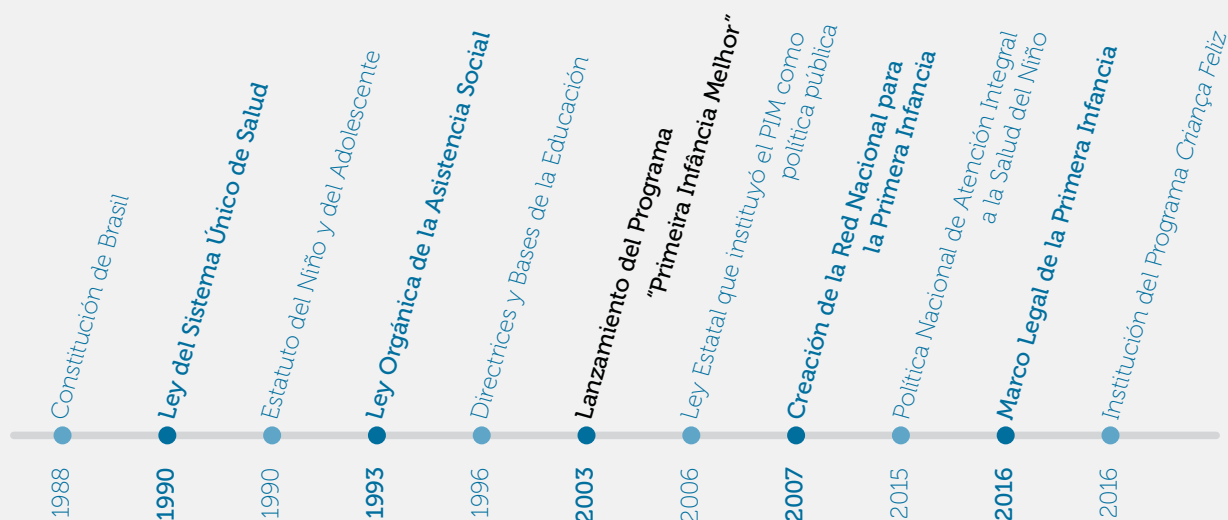 Constitución de Brasil
Ley del Sistema Único de Salud
Estatuto del Niño y del Adolescente
Ley Orgánica de la Asistencia Social
Directrices y Bases de la Educación
Lanzamiento del Programa
“Primeira Infância Melhor”
Ley Estatal que instituyó el PIM como
política pública
Creación de la Red Nacional para
la Primera Infancia
Política Nacional de Atención Integral
a la Salud del Niño
Marco Legal de la Primera Infancia
Institución del Programa Criança Feliz
1988
1990
1990
1993
1996
2003
2006
2007
2015
2016
2016